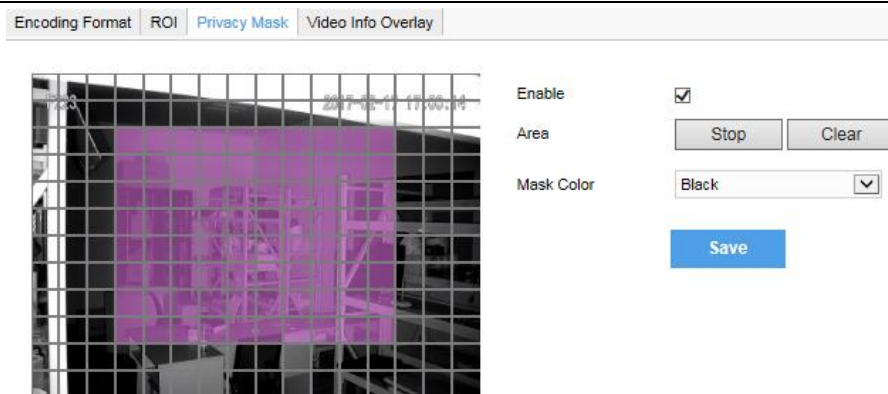 Encoding Format ROI Privacy Mask Video Info Overlay
Enable
Area Stop Clear
Mask Color Black
Save